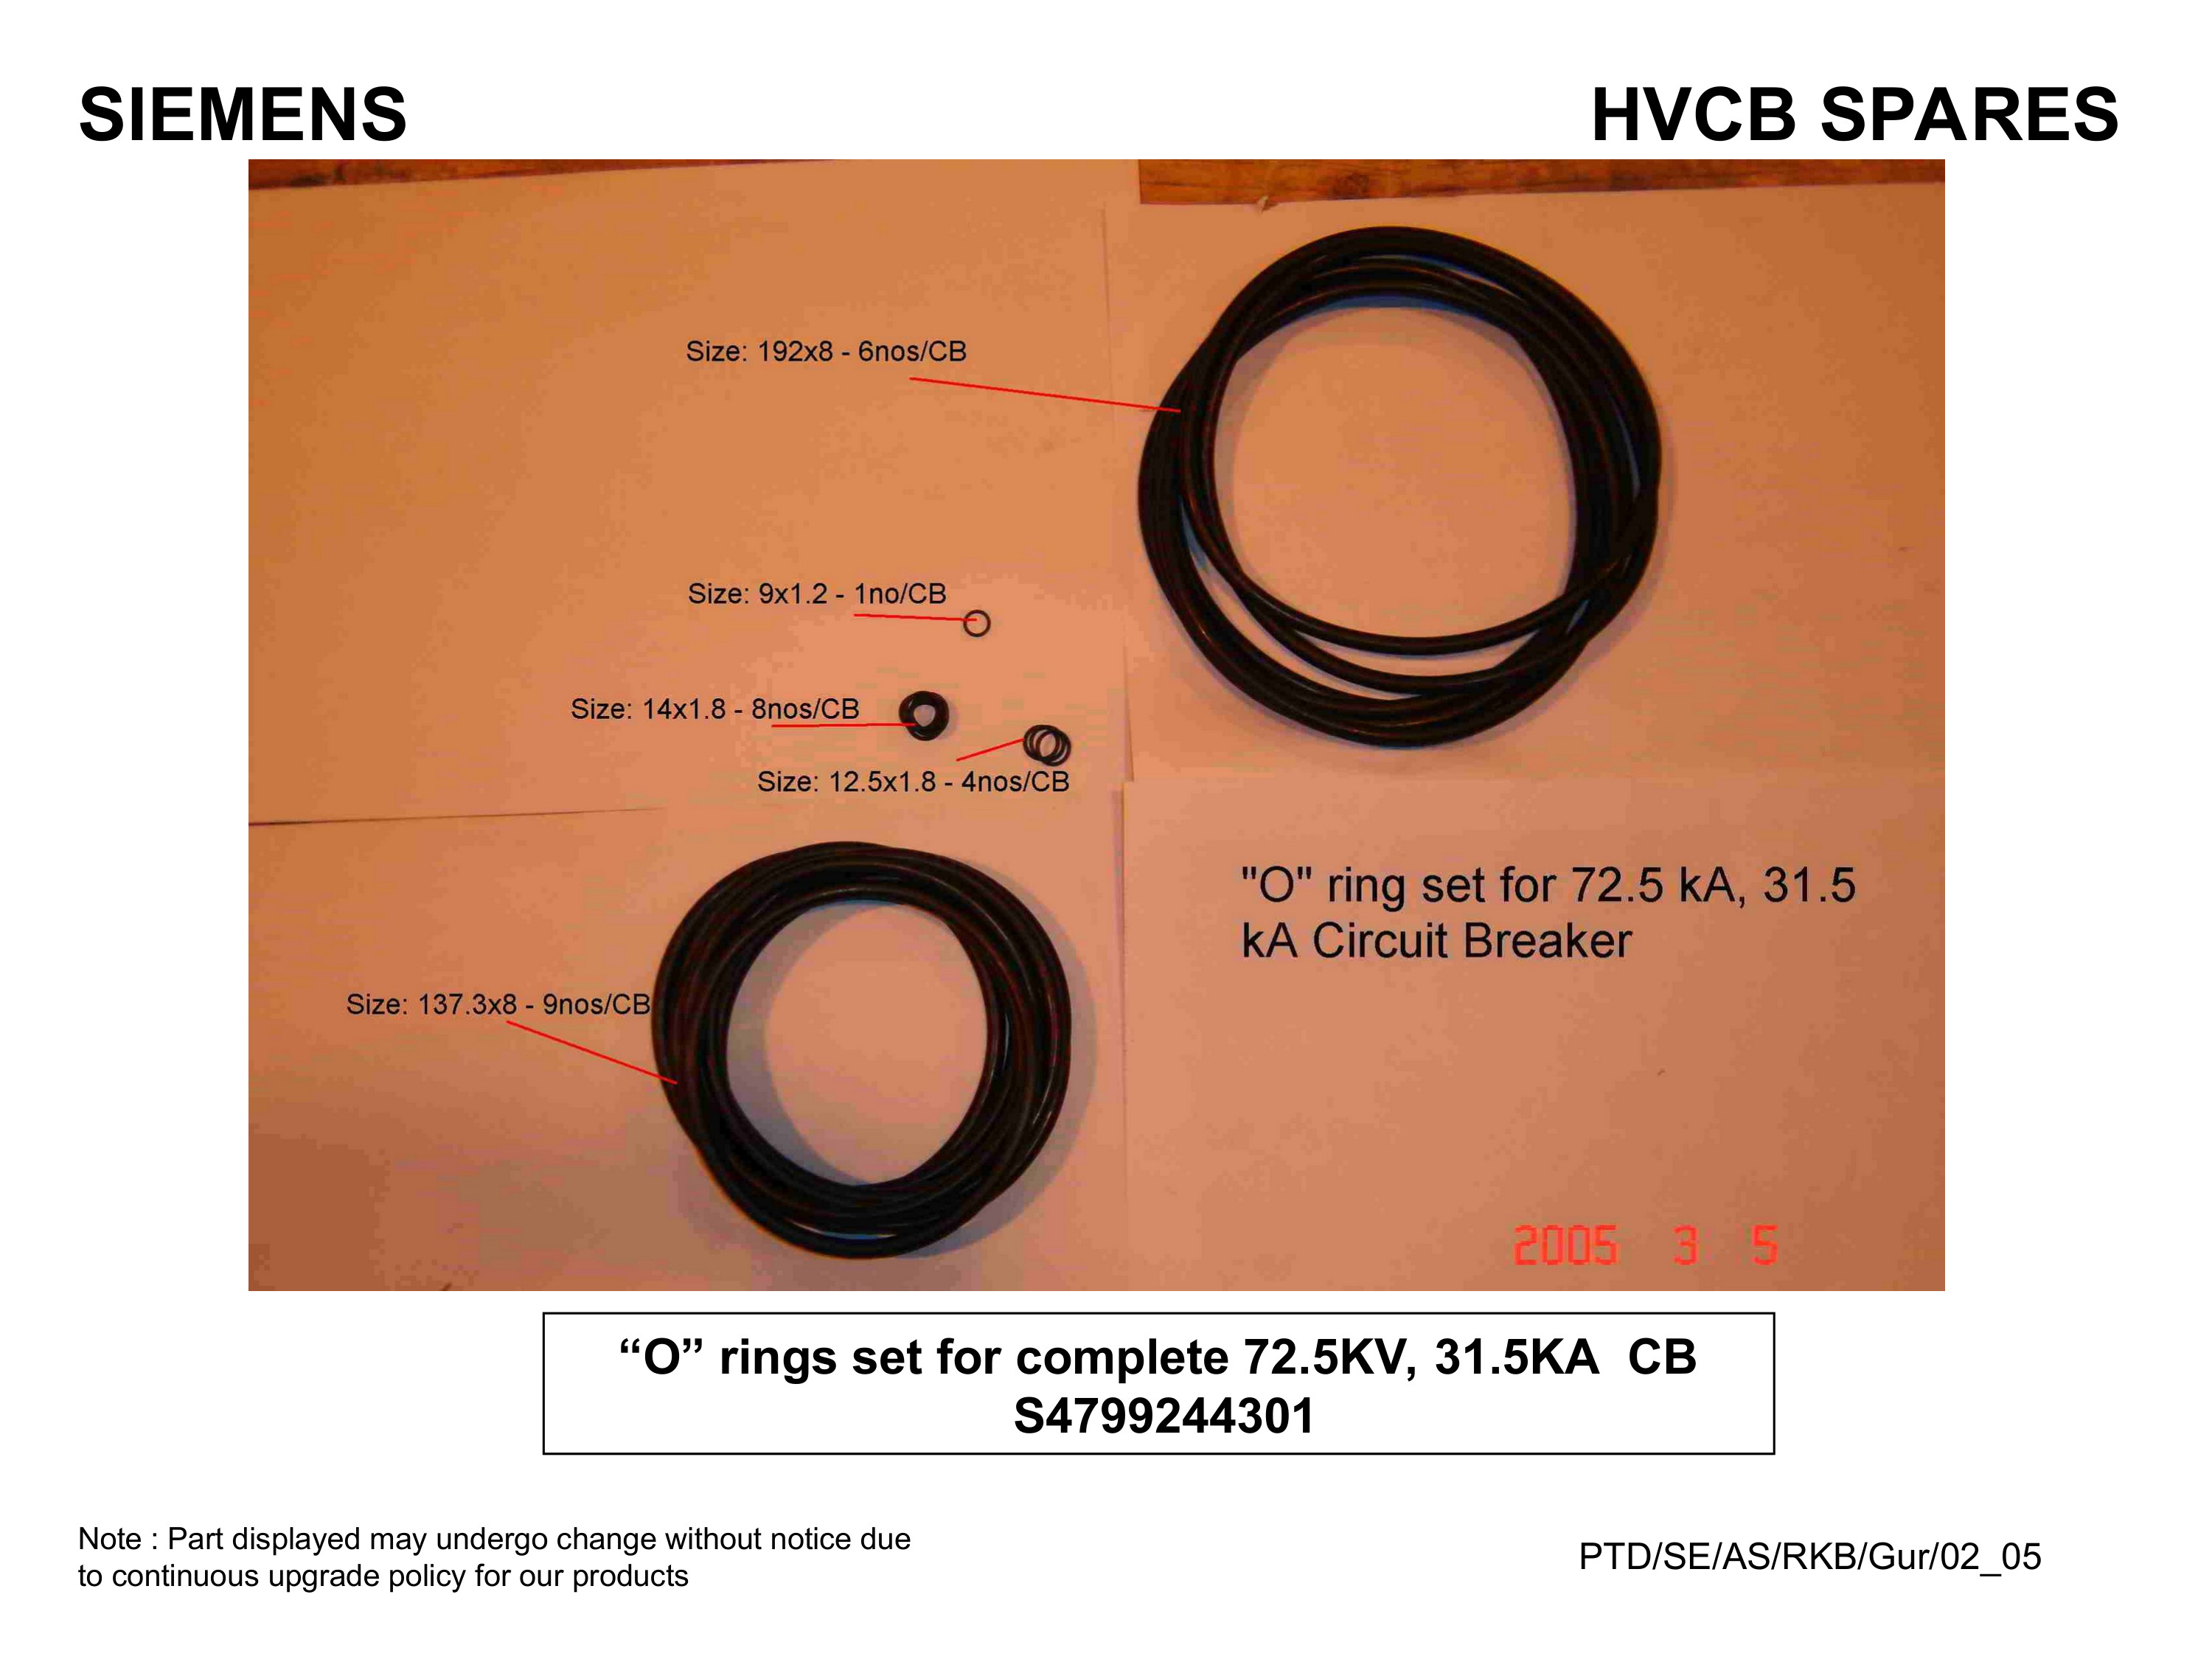 SIEMENS
HVCB SPARES
Size: 192x8 - 6nos/CB
Size: 9x1.2 - 1no/CB
Size: 14x1.8 - 8nos/CB
Size: 12.5x1.8 - 4nos/CB
Size: 137.3x8 - 9nos/CB
"O" ring set for 72.5 kA, 31.5
kA Circuit Breaker
2005 3 5
“O” rings set for complete 72.5KV, 31.5KA CB
S4799244301
Note : Part displayed may undergo change without notice due
to continuous upgrade policy for our products
PTD/SE/AS/RKB/Gur/02_05